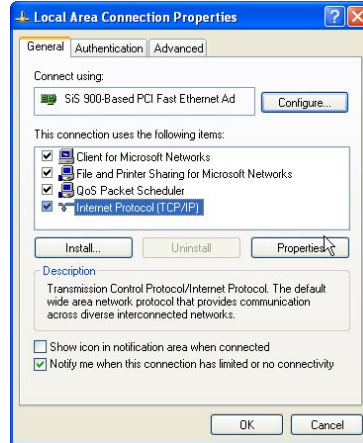 Local Area Connection Properties
General Authentication Advanced
Connect using:
SiS 900-Based PCI Fast Ethernet Ad Configure...
This connection uses the following items:
Client for Microsoft Networks
File and Printer Sharing for Microsoft Networks
QoS Packet Scheduler
Internet Protocol (TCP/IP)
Install... Uninstall Properties
Description
Transmission Control Protocol/Internet Protocol. The default
wide area network protocol that provides communication
across diverse interconnected networks.
Show icon in notification area when connected
Notify me when this connection has limited or no connectivity
OK Cancel